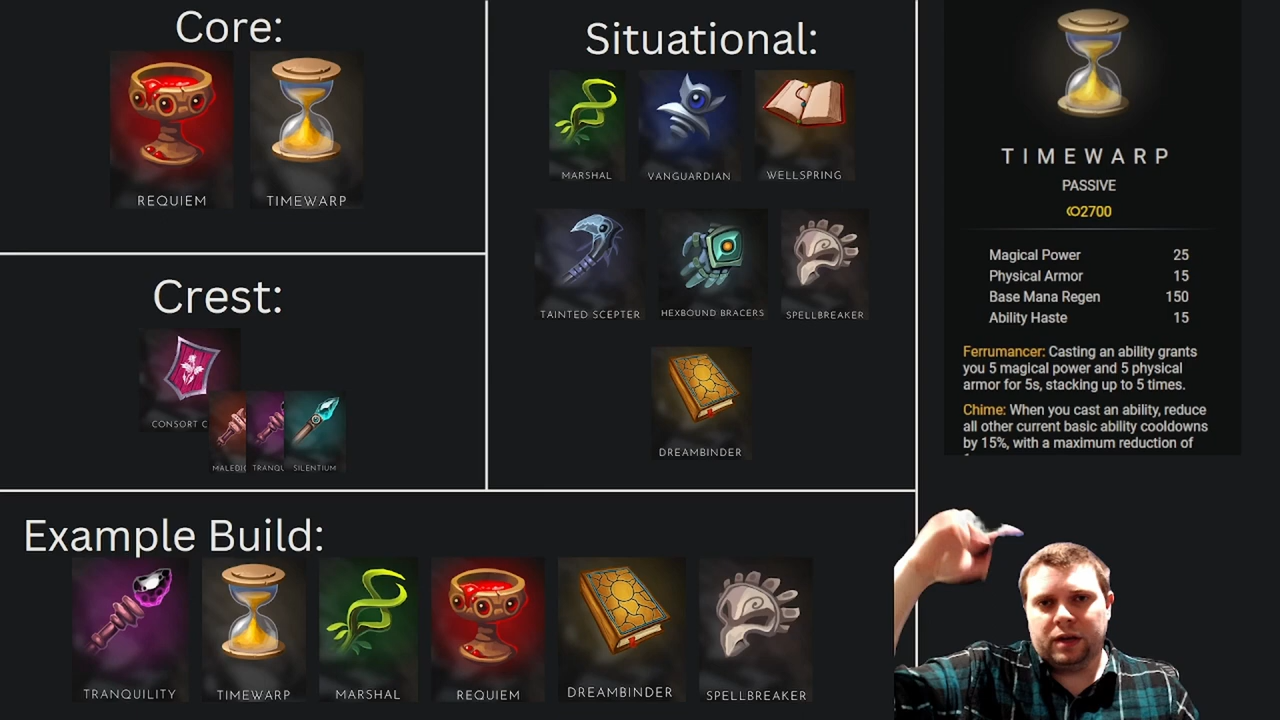 Core:
REQUIEM
TIMEWARP
Crest:
CONSORT C
MALEDIC
TRANQU
SILENTIUM
Situational:
MARSHAL
VANGUARDIAN
WELLSPRING
TAINTED SCEPTER
HEXBOUND BRACERS
SPELLBREAKER
DREAMBINDER
Example Build:
TRANQUILITY
TIMEWARP
MARSHAL
REQUIEM
DREAMBINDER
SPELLBREAKER
TIMEWARP
PASSIVE
2700
Magical Power 25
Physical Armor 15
Base Mana Regen 150
Ability Haste 15
Ferrumancer: Casting an ability grants
you 5 magical power and 5 physical
armor for 5s, stacking up to 5 times.
Chime: When you cast an ability, reduce
all other current basic ability cooldowns
by 15%, with a maximum reduction of